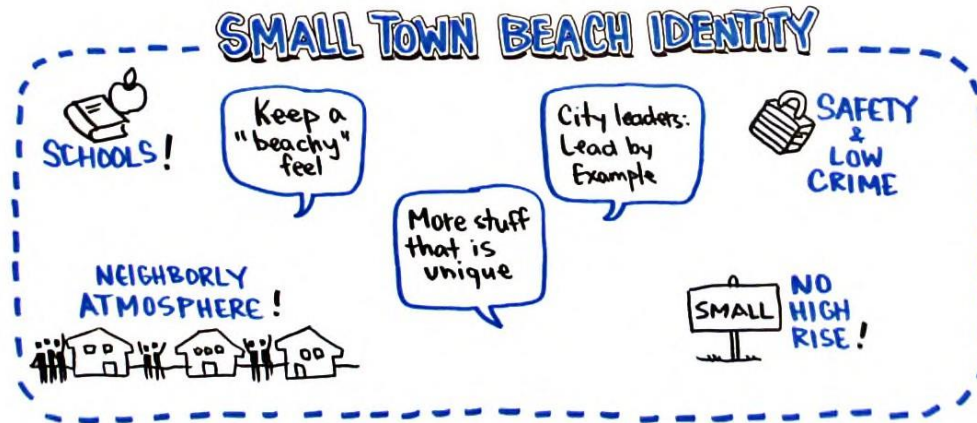 SMALL TOWN BEACH IDENTITY
SCHOOLS!
Keep a
"beachy"
feel
City leaders:
Lead by
Example
SAFETY
&
LOW
CRIME
More stuff
that is
unique
NEIGHBORLY
ATMOSPHERE!
SMALL
NO
HIGH
RISE!